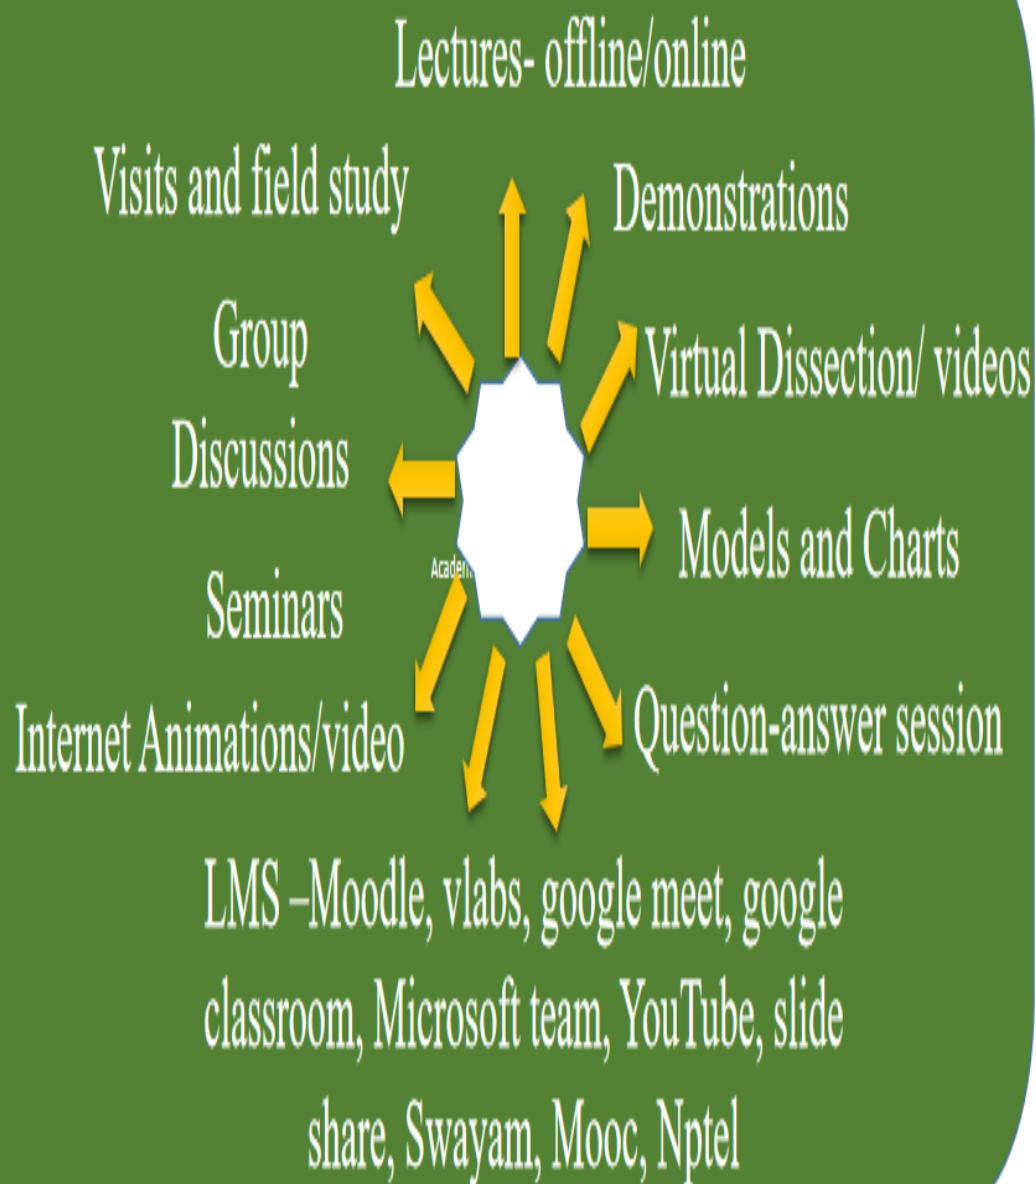 Lectures- offline/online
Visits and field study
Demonstrations
Group
Discussions
Virtual Dissection/ videos
Models and Charts
Seminars
Question-answer session
Internet Animations/video
LMS –Moodle, vlabs, google meet, google
classroom, Microsoft team, YouTube, slide
share, Swayam, Mooc, Nptel